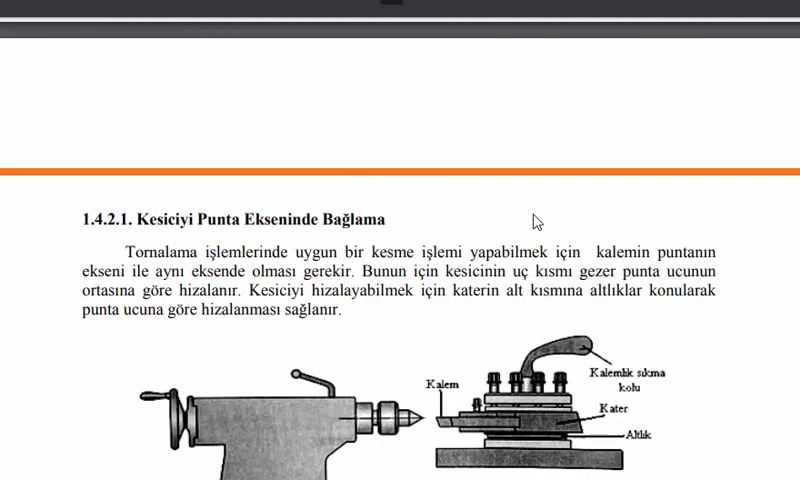 1.4.2.1. Kesiciyi Punta Ekseninde Bağlama
Tornalama işlemlerinde uygun bir kesme işlemi yapabilmek için kalemin puntanın
ekseni ile aynı eksende olması gerekir. Bunun için kesicinin uç kısmı gezer punta ucunun
ortasına göre hizalanır. Kesiciyi hizalayabilmek için katerin alt kısmına altlıklar konularak
punta ucuna göre hizalanması sağlanır.
Kalemlik sıkma
kolu
Kalem
Kater
Altlık